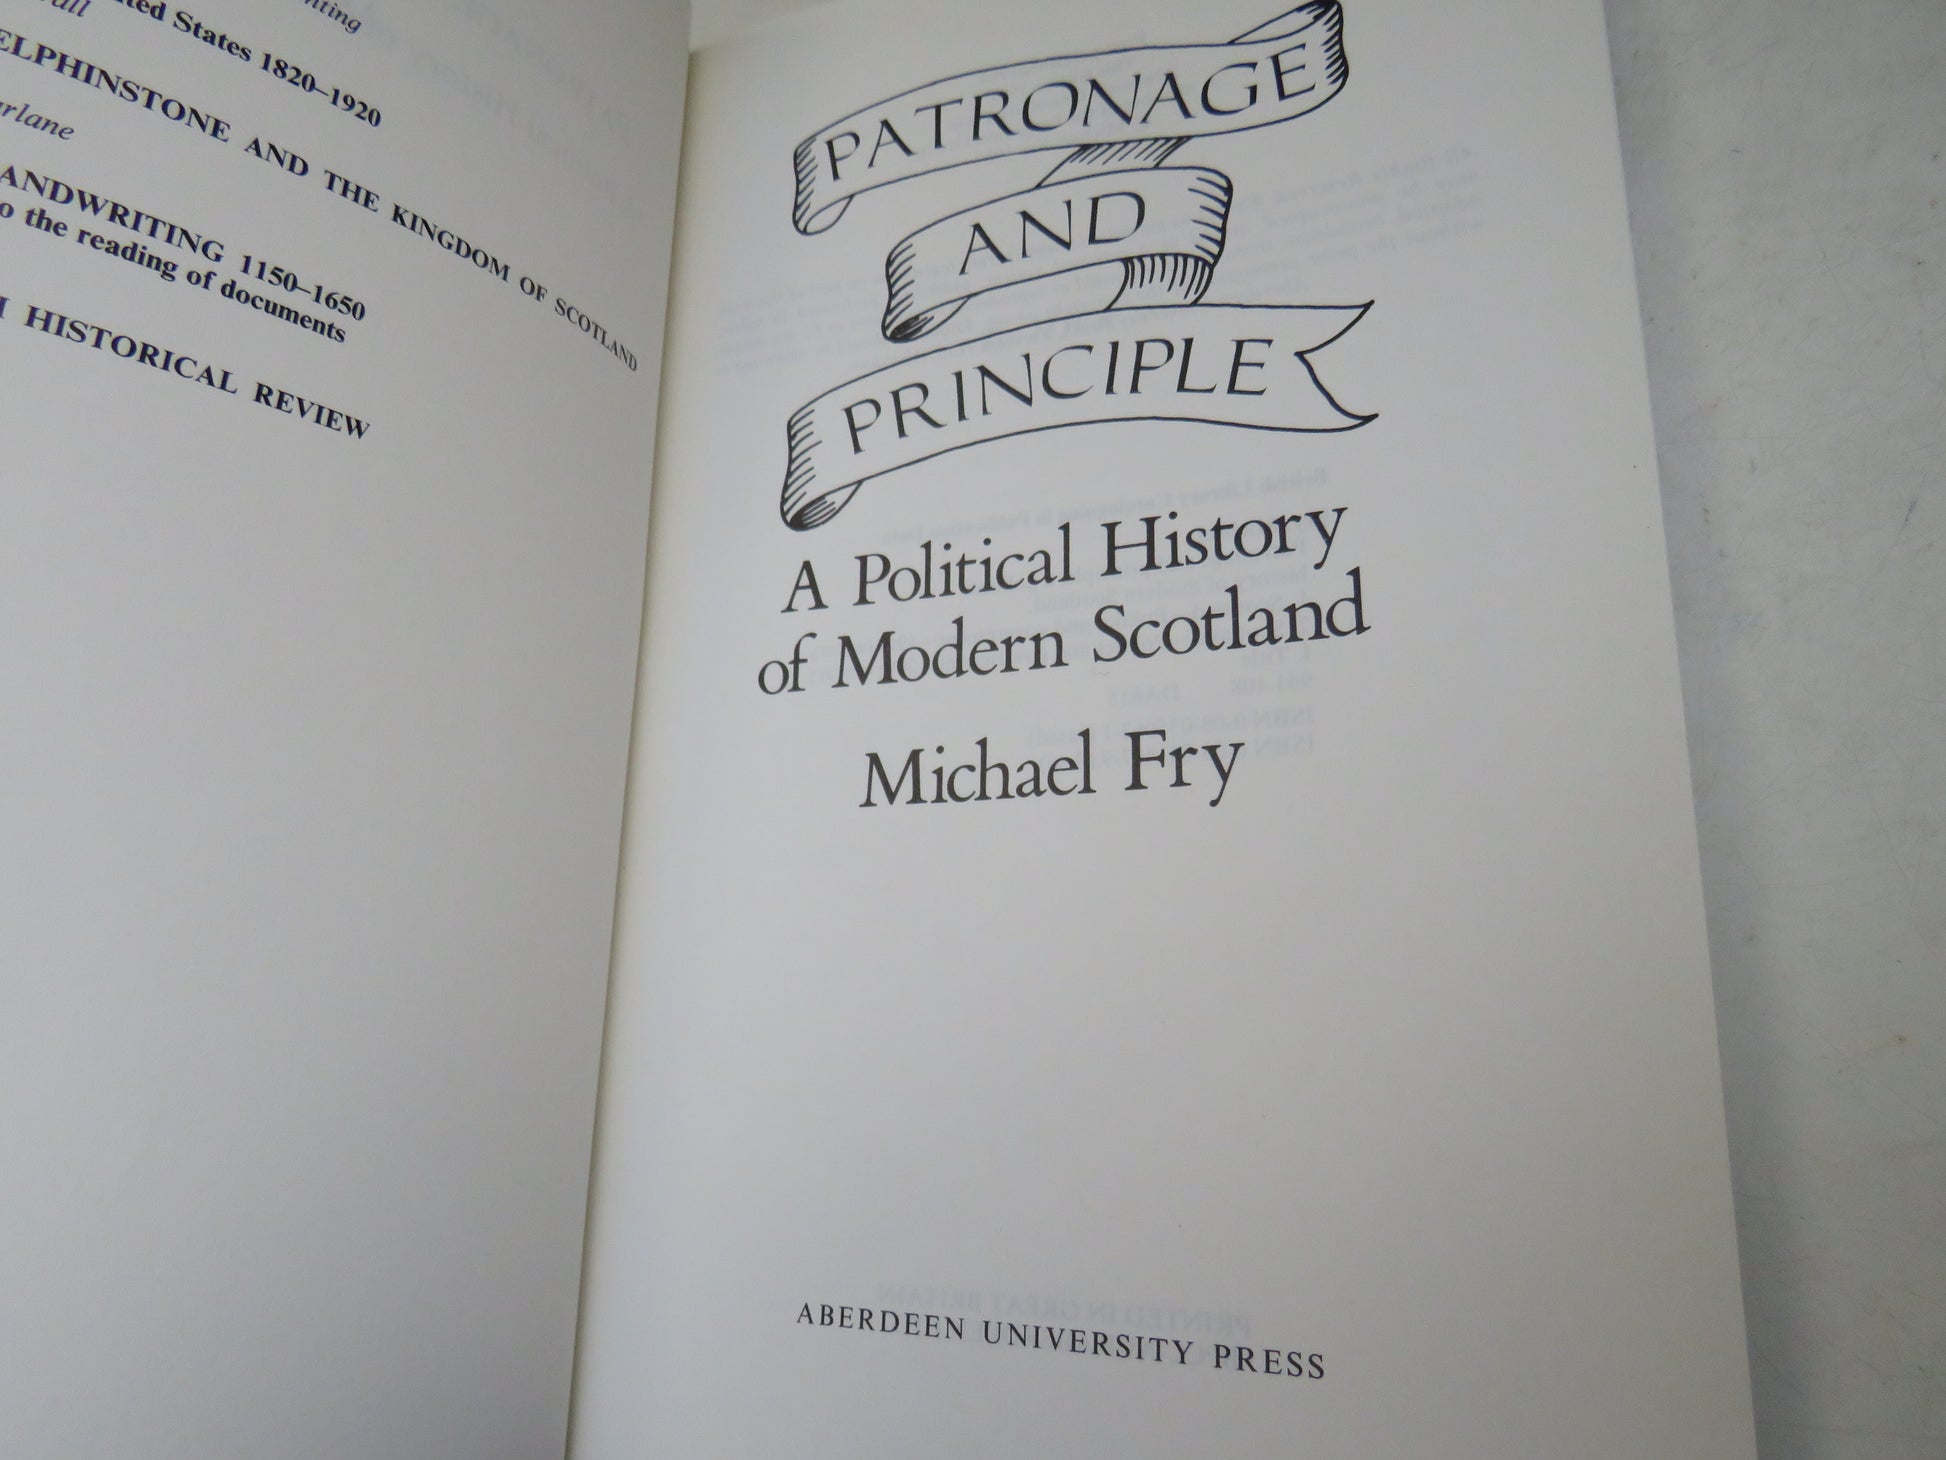 nting
ted States 1820–1920
ELPHINSTONE AND THE KINGDOM OF SCOTLAND
rlane
ANDWRITING 1150–1650
o the reading of documents
HISTORICAL REVIEW
PATRONAGE
AND
PRINCIPLE
A Political History
of Modern Scotland
Michael Fry
ABERDEEN UNIVERSITY PRESS